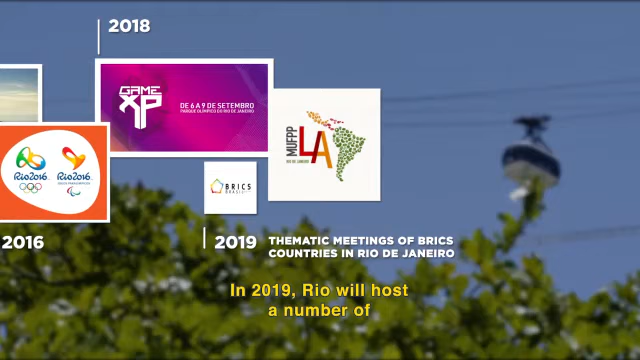 2018
GAME
XP
DE 6 A 9 DE SETEMBRO
PARQUE OLÍMPICO DO RIO DE JANEIRO
MUFPP
LA
RIO DE JANEIRO
Rio2016
Rio2016
BRICS
BRASIL
2016
2019
THEMATIC MEETINGS OF BRICS
COUNTRIES IN RIO DE JANEIRO
In 2019, Rio will host
a number of